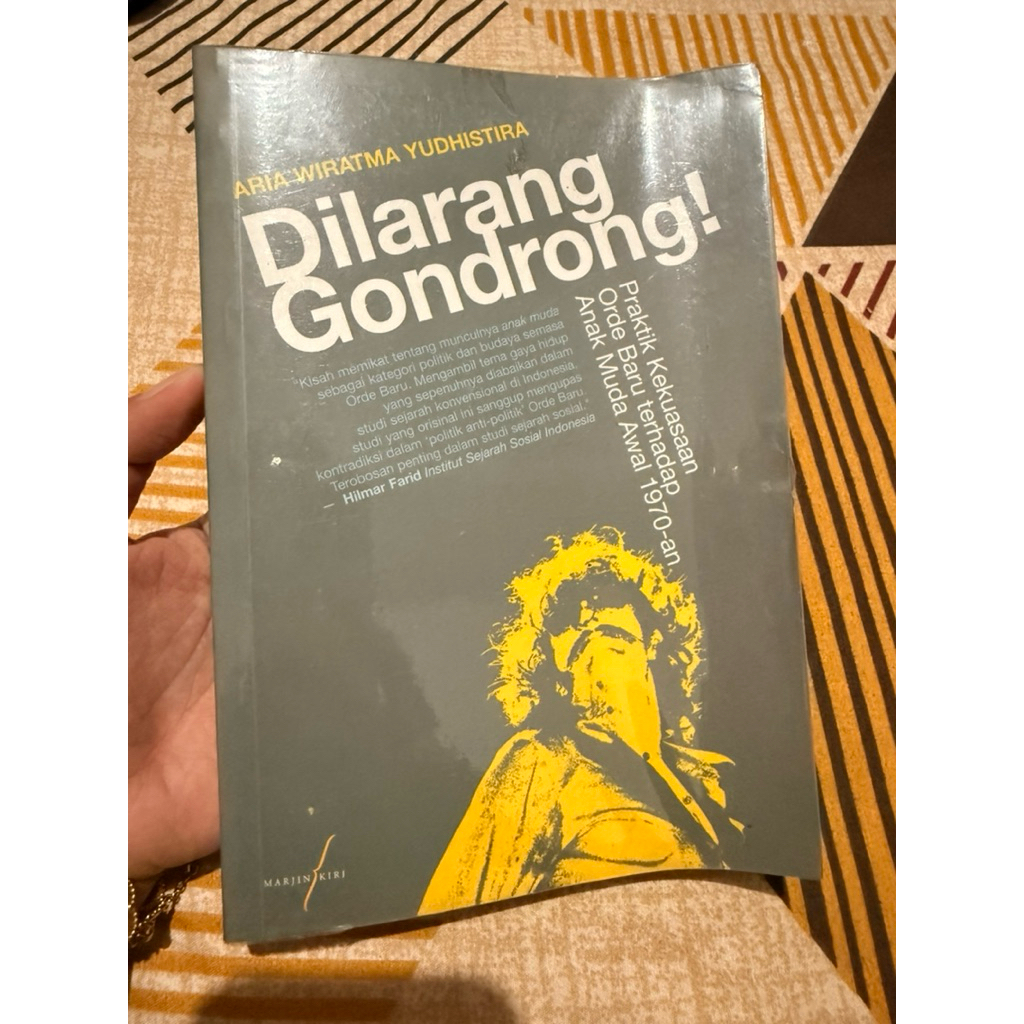 ARIA WIRATMA YUDHISTIRA
Dilarang
Gondrong!
Praktik Kekuasaan
Orde Baru terhadap
Anak Muda Awal 1970-an
"Kisah memikat tentang munculnya anak muda
sebagai kategori politik dan budaya semasa
Orde Baru. Mengambil tema gaya hidup
yang sepenuhnya diabaikan dalam
studi sejarah konvensional di Indonesia,
studi yang orisinal ini sanggup mengupas
kontradiksi dalam 'politik anti-politik' Orde Baru.
Terobosan penting dalam studi sejarah sosial."
— Hilmar Farid Institut Sejarah Sosial Indonesia
MARJIN KIRI